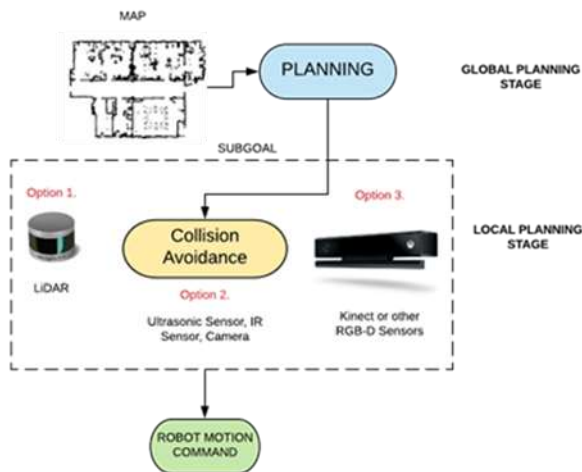 MAP
PLANNING
GLOBAL PLANNING
STAGE
SUBGOAL
Option 1.
Option 3.
Collision
Avoidance
LOCAL PLANNING
STAGE
LiDAR
Option 2.
Ultrasonic Sensor, IR
Sensor, Camera
Kinect or other
RGB-D Sensors
ROBOT MOTION
COMMAND